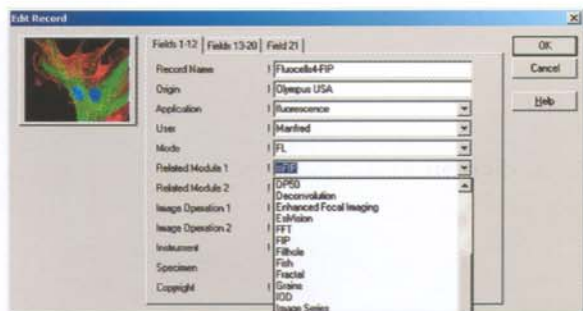 Edit Record
Fields 1-12 Fields 13-20 Field 21
OK
Cancel
Help
Record Name ! Fluocells4-FIP
Origin ! Olympus USA
Application ! fluorescence
User ! Manfred
Mode ! FL
Related Module 1 !
Related Module 2 !
Image Operation 1 !
Image Operation 2 !
Instrument !
Specimen
Copyright !
DP50
Deconvolution
Enhanced Focal Imaging
EsiVision
FFT
FIP
Fillhole
Fish
Fractal
Grains
IOD
Image Series